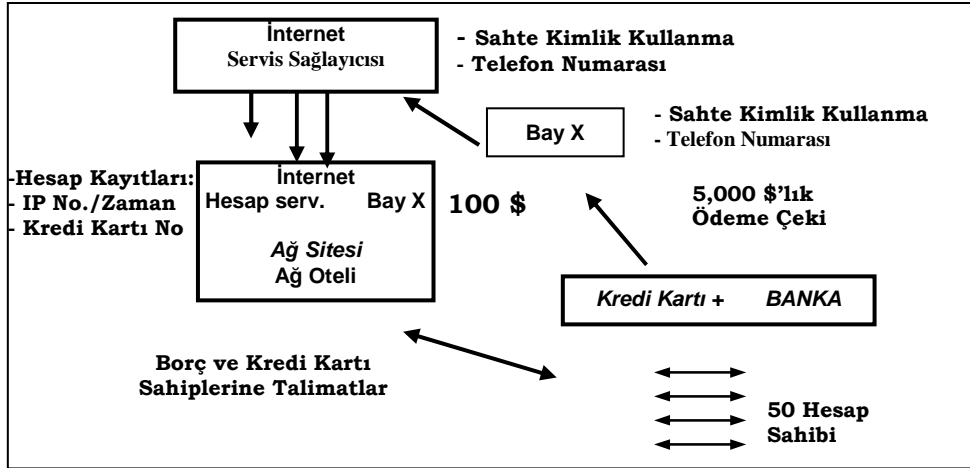 İnternet
Servis Sağlayıcısı
- Sahte Kimlik Kullanma
- Telefon Numarası
Bay X
- Sahte Kimlik Kullanma
- Telefon Numarası
-Hesap Kayıtları:
- IP No./Zaman
- Kredi Kartı No
İnternet
Hesap serv. Bay X
Ağ Sitesi
Ağ Oteli
100 $
5,000 $'lık
Ödeme Çeki
Kredi Kartı + BANKA
Borç ve Kredi Kartı
Sahiplerine Talimatlar
50 Hesap
Sahibi